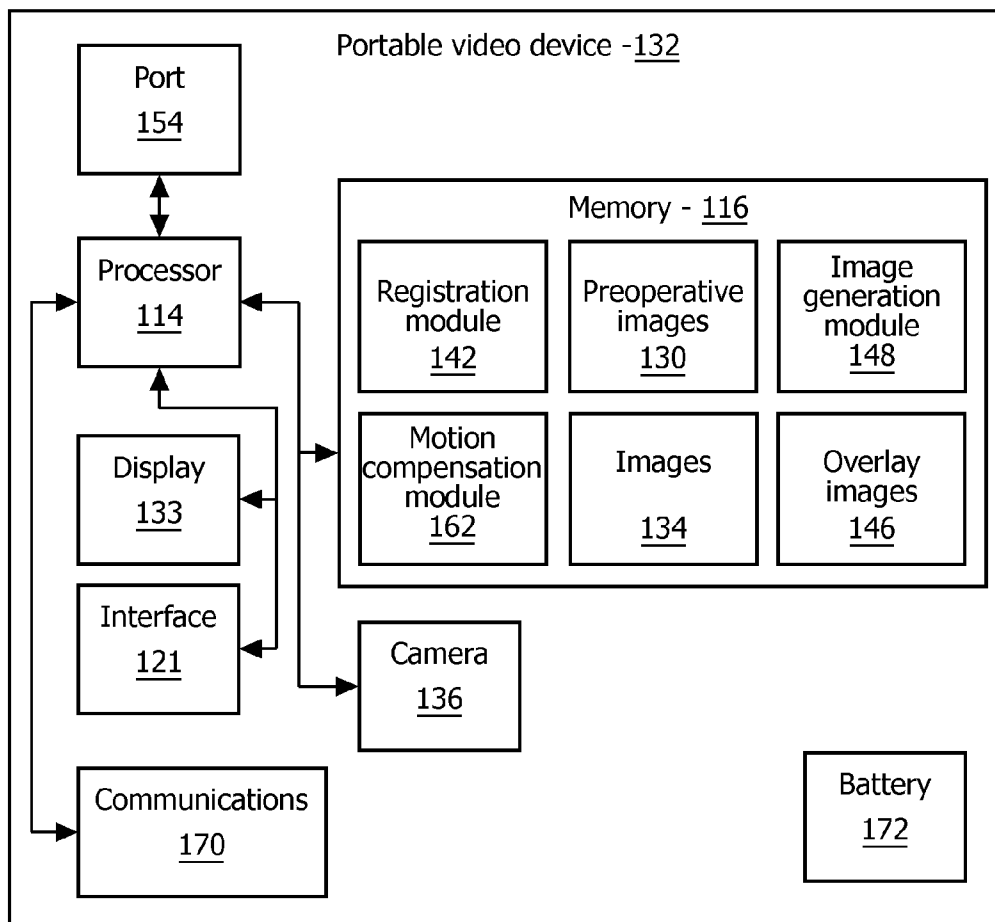 Portable video device -132
Port
154
Processor
114
Memory - 116
Registration
module
142
Preoperative
images
130
Image
generation
module
148
Motion
compensation
module
162
Images
134
Overlay
images
146
Display
133
Interface
121
Camera
136
Communications
170
Battery
172